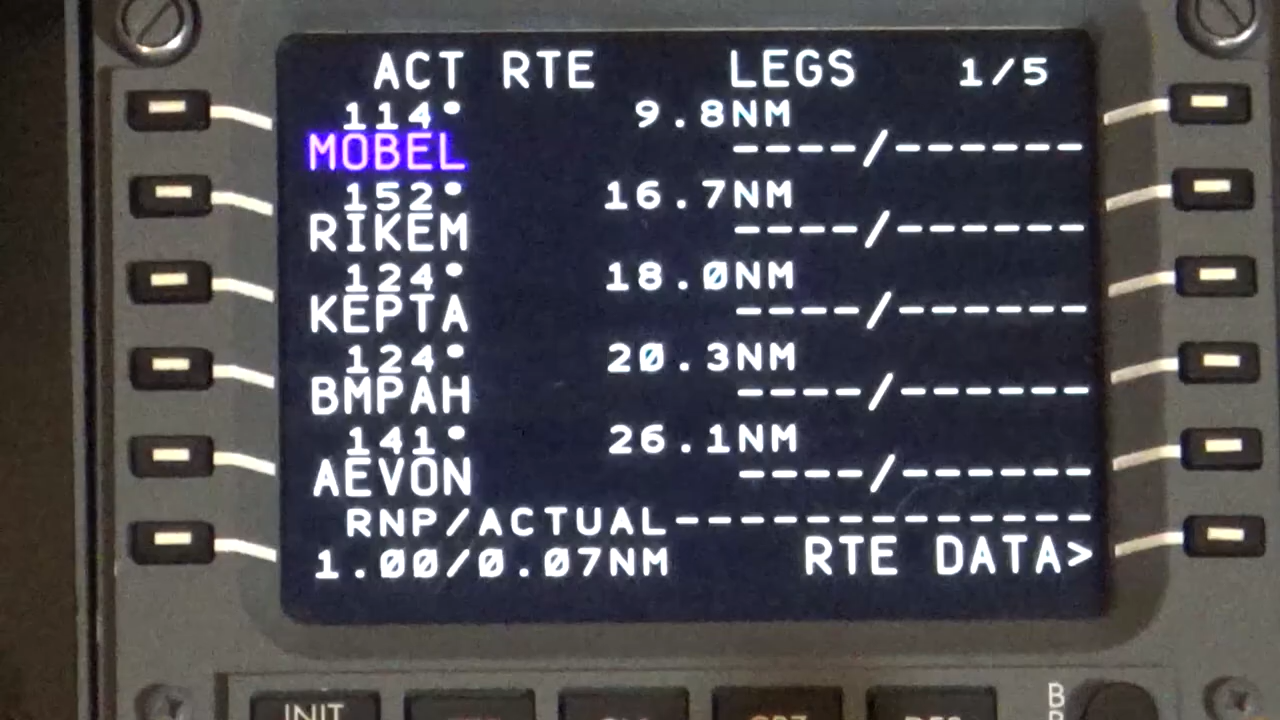 ACT RTE LEGS 1/5
114° 9.8NM
MOBEL ----/------
152° 16.7NM
RIKEM ----/------
124° 18.0NM
KEPTA ----/------
124° 20.3NM
BMPAH ----/------
141° 26.1NM
AEVON ----/------
RNP/ACTUAL-------------
1.00/0.07NM RTE DATA>
INIT
B